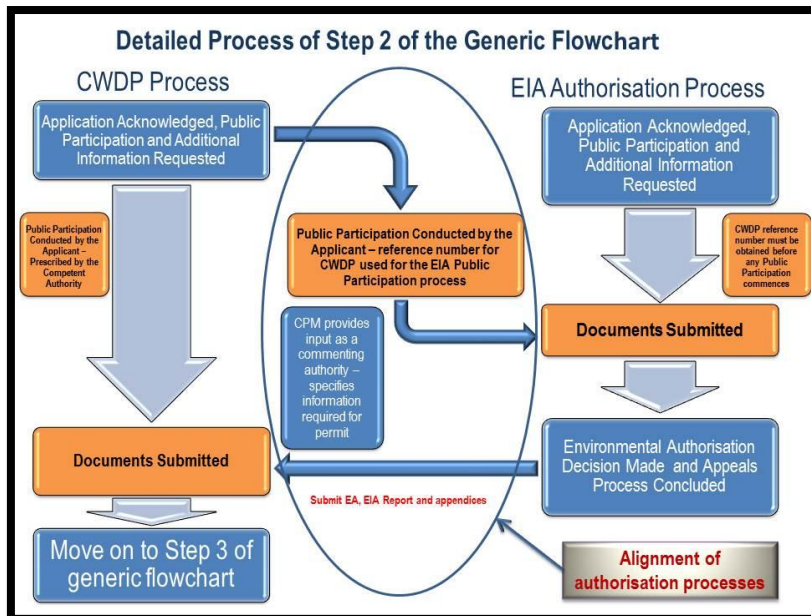 Detailed Process of Step 2 of the Generic Flowchart
CWDP Process
EIA Authorisation Process
Application Acknowledged, Public
Participation and Additional
Information Requested
Application Acknowledged,
Public Participation and
Additional Information
Requested
Public Participation
Conducted by the
Applicant –
Prescribed by the
Competent
Authority
Public Participation Conducted by the
Applicant – reference number for
CWDP used for the EIA Public
Participation process
CWDP reference
number must be
obtained before
any Public
Participation
commences
CPM provides
input as a
commenting
authority –
specifies
information
required for
permit
Documents Submitted
Documents Submitted
Environmental Authorisation
Decision Made and Appeals
Process Concluded
Submit EA, EIA Report and appendices
Move on to Step 3 of
generic flowchart
Alignment of
authorisation processes